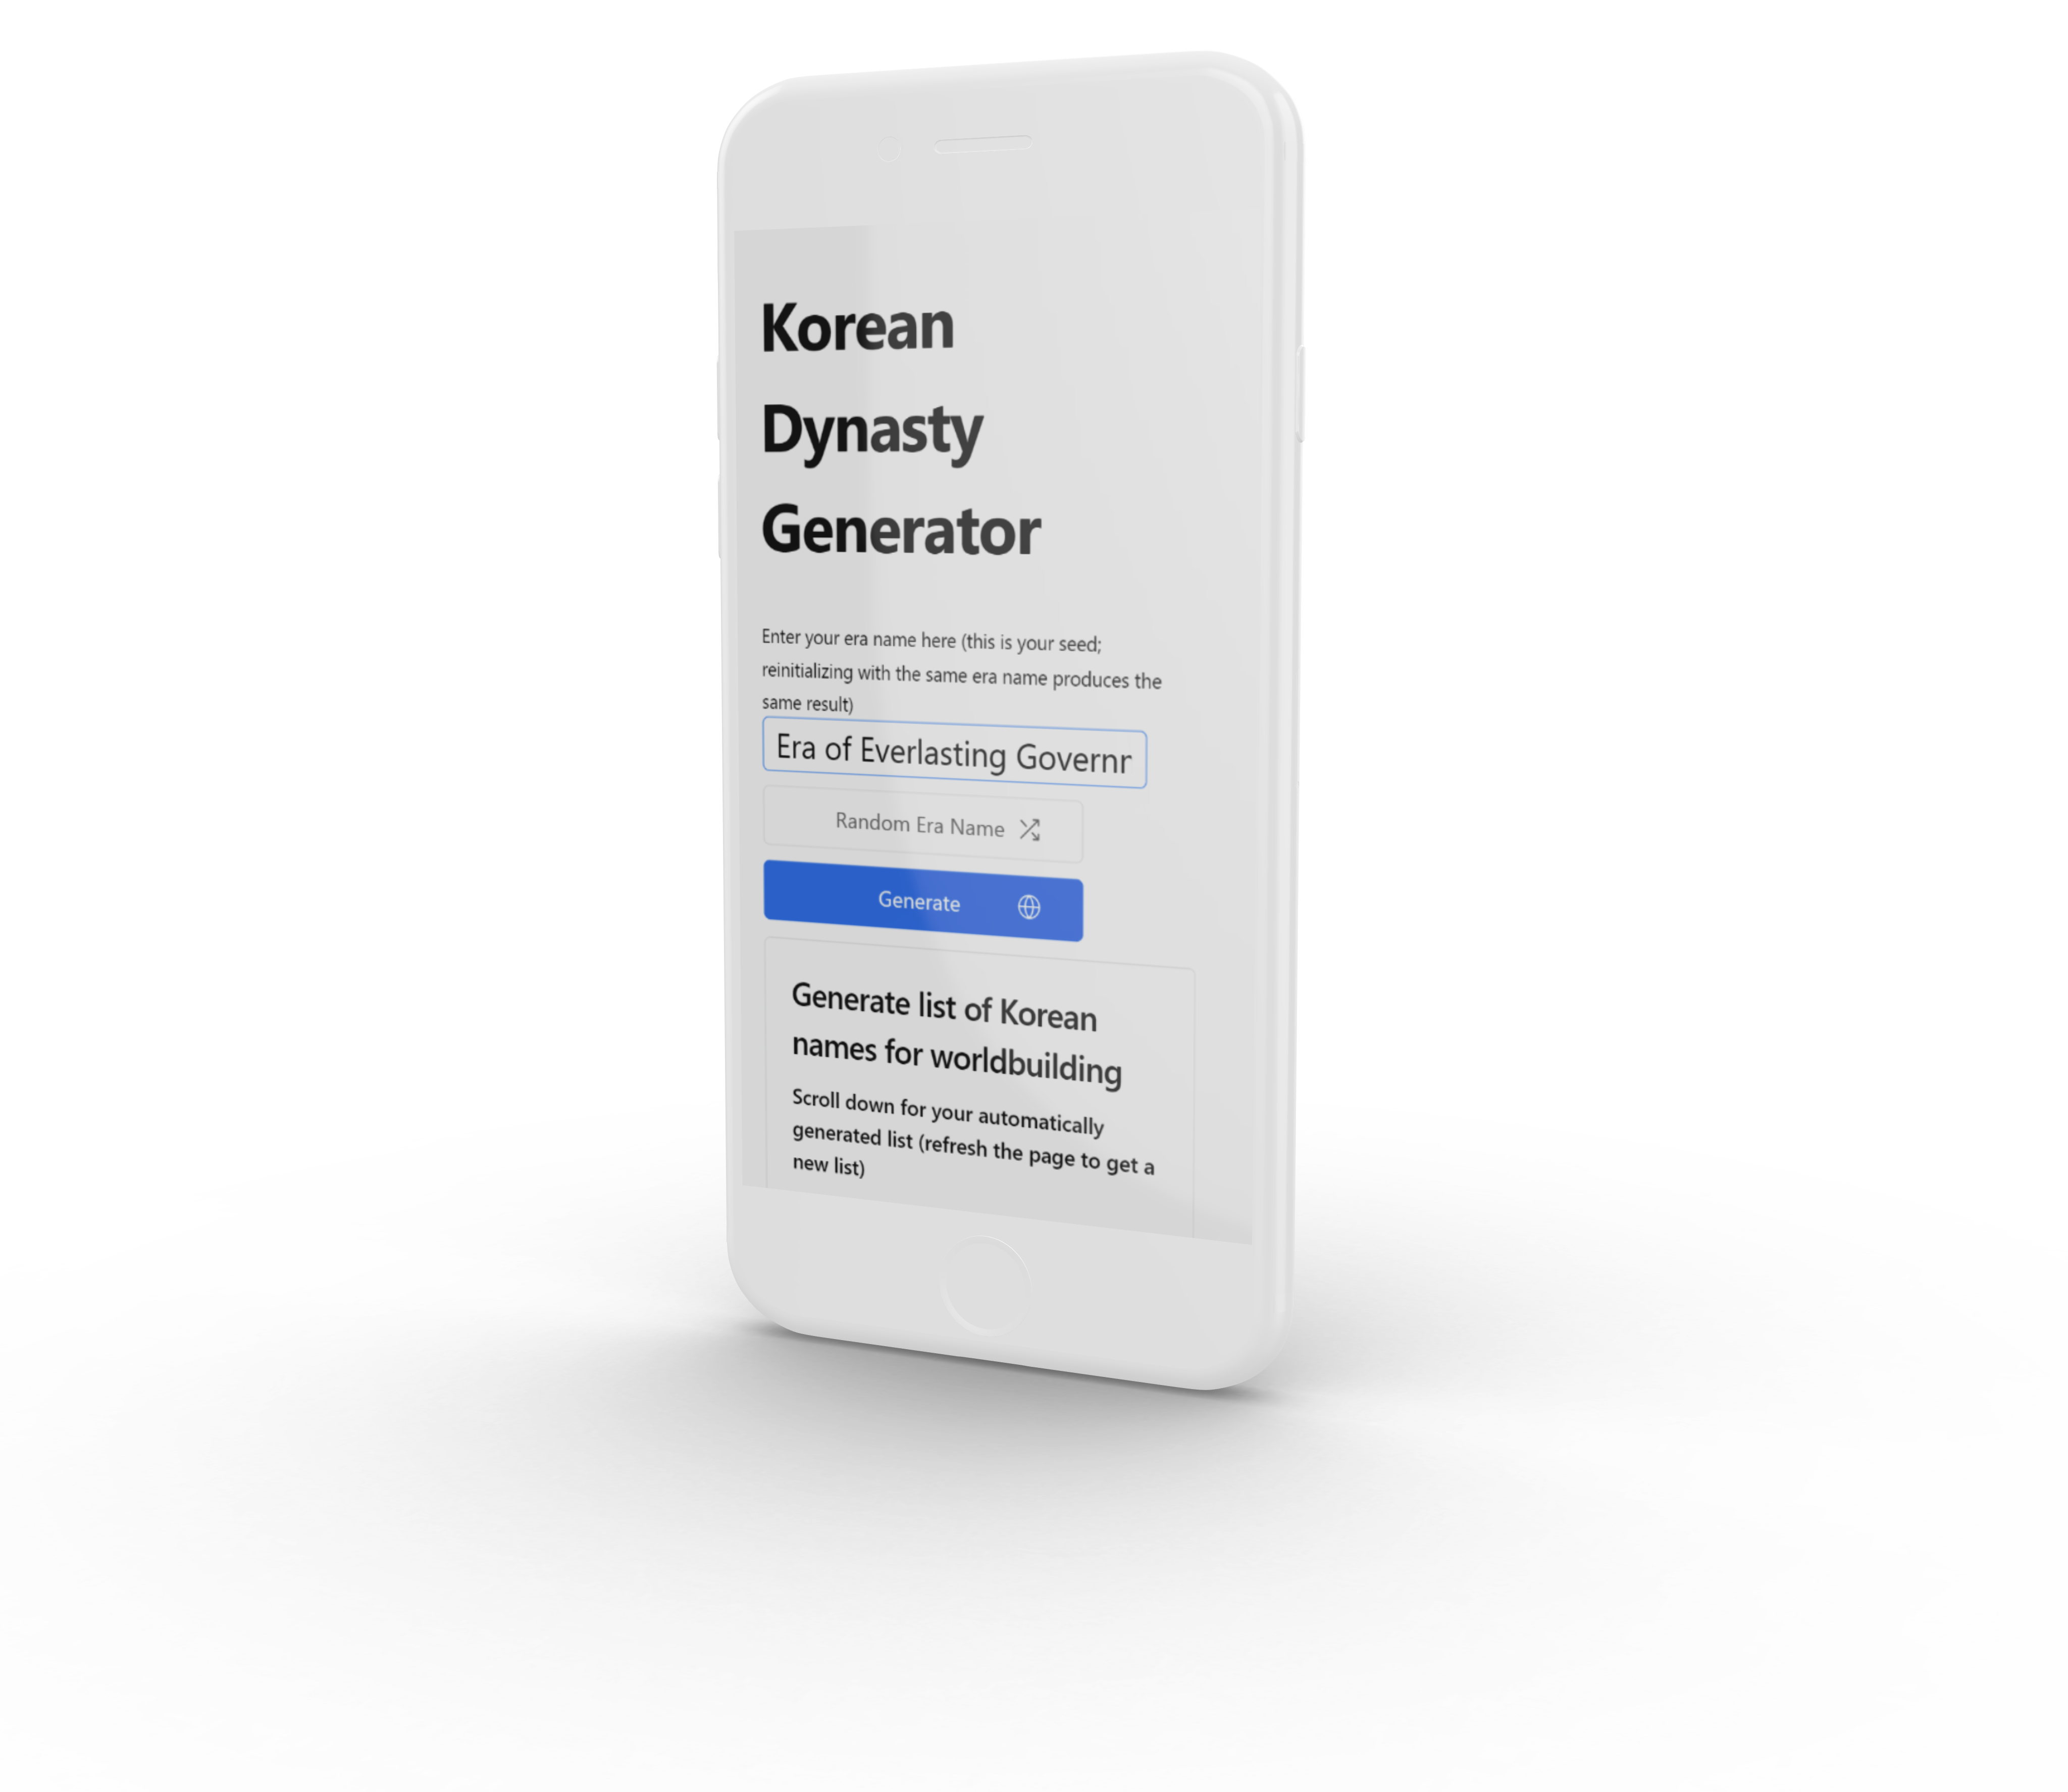 Korean
Dynasty
Generator
Enter your era name here (this is your seed;
reinitializing with the same era name produces the
same result)
Era of Everlasting Governr
Random Era Name
Generate
Generate list of Korean
names for worldbuilding
Scroll down for your automatically
generated list (refresh the page to get a
new list)